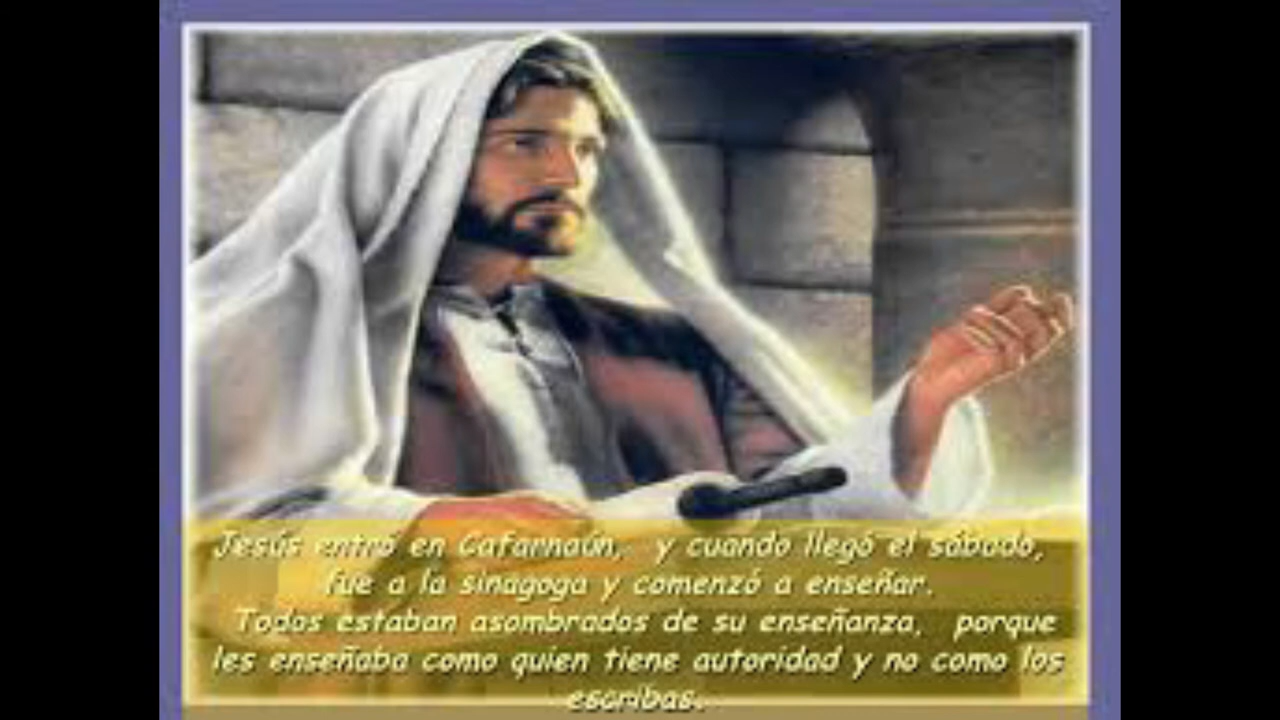 Jesús entró en Cafarnaún, y cuando llegó el sábado,
fue a la sinagoga y comenzó a enseñar.
Todos estaban asombrados de su enseñanza, porque
les enseñaba como quien tiene autoridad y no como los
escribas.